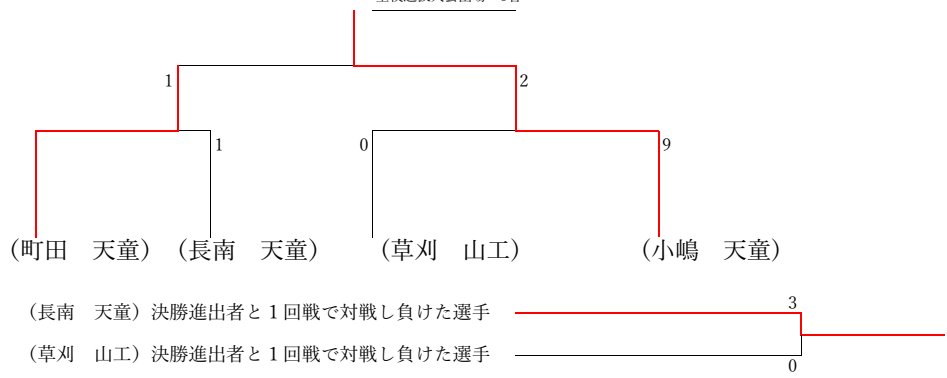 1
2
1
0
9
（町田　天童）
（長南　天童）
（草刈　山工）
（小嶋　天童）
（長南　天童）決勝進出者と１回戦で対戦し負けた選手
3
（草刈　山工）決勝進出者と１回戦で対戦し負けた選手
0